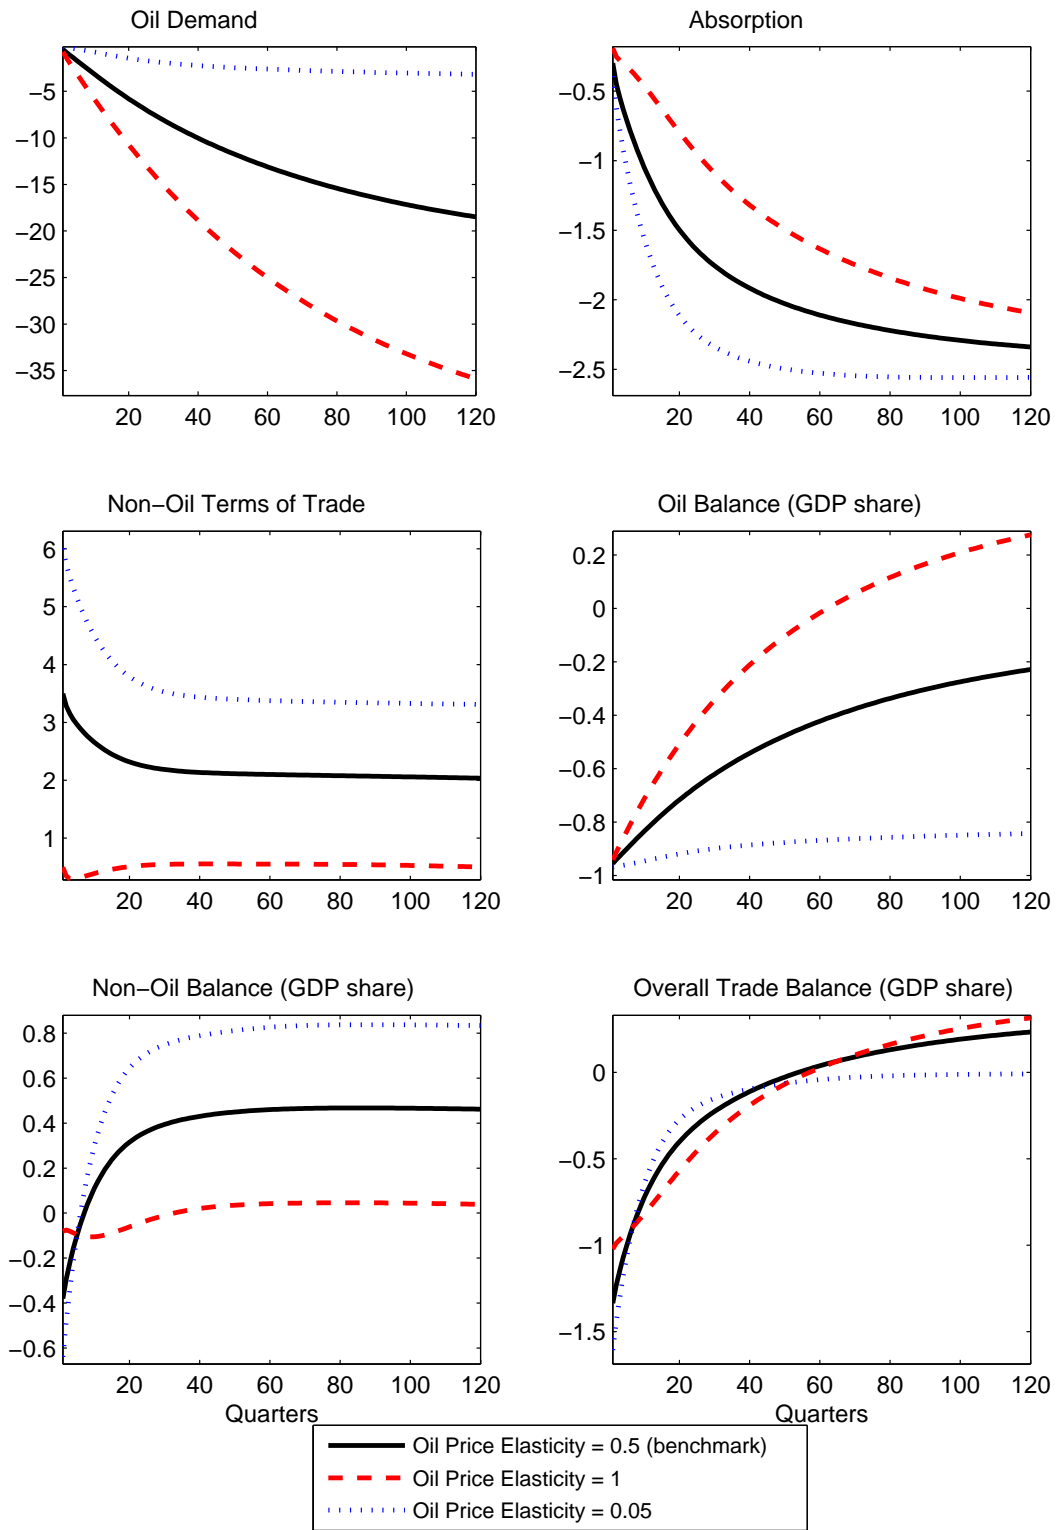 Oil Demand
−5
−10
−15
−20
−25
−30
−35
20 40 60 80 100 120
Absorption
−0.5
−1
−1.5
−2
−2.5
20 40 60 80 100 120
Non−Oil Terms of Trade
6
5
4
3
2
1
20 40 60 80 100 120
Oil Balance (GDP share)
0.2
0
−0.2
−0.4
−0.6
−0.8
−1
20 40 60 80 100 120
Non−Oil Balance (GDP share)
0.8
0.6
0.4
0.2
0
−0.2
−0.4
−0.6
20 40 60 80 100 120
Quarters
Overall Trade Balance (GDP share)
0
−0.5
−1
−1.5
20 40 60 80 100 120
Quarters
Oil Price Elasticity = 0.5 (benchmark)
Oil Price Elasticity = 1
Oil Price Elasticity = 0.05